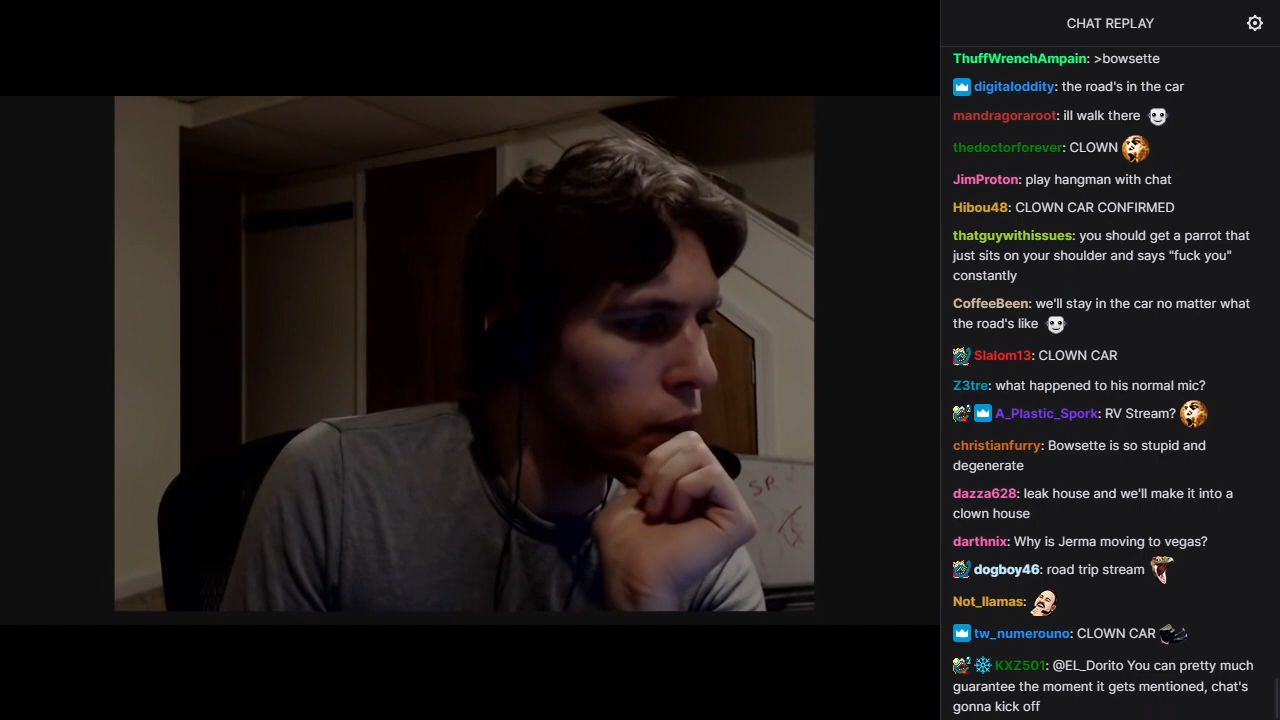 CHAT REPLAY
ThuffWrenchAmpain: >bowsette
digitaloddity: the road's in the car
mandragoraroot: ill walk there
thedoctorforever: CLOWN
JimProton: play hangman with chat
Hibou48: CLOWN CAR CONFIRMED
thatguywithissues: you should get a parrot that
just sits on your shoulder and says "fuck you"
constantly
CoffeeBeen: we'll stay in the car no matter what
the road's like
Slalom13: CLOWN CAR
Z3tre: what happened to his normal mic?
A_Plastic_Spork: RV Stream?
christianfurry: Bowsette is so stupid and
degenerate
dazza628: leak house and we'll make it into a
clown house
darthnix: Why is Jerma moving to vegas?
dogboy46: road trip stream
Not_llamas:
tw_numerouno: CLOWN CAR
KXZ501: @EL_Dorito You can pretty much
guarantee the moment it gets mentioned, chat's
gonna kick off
SP